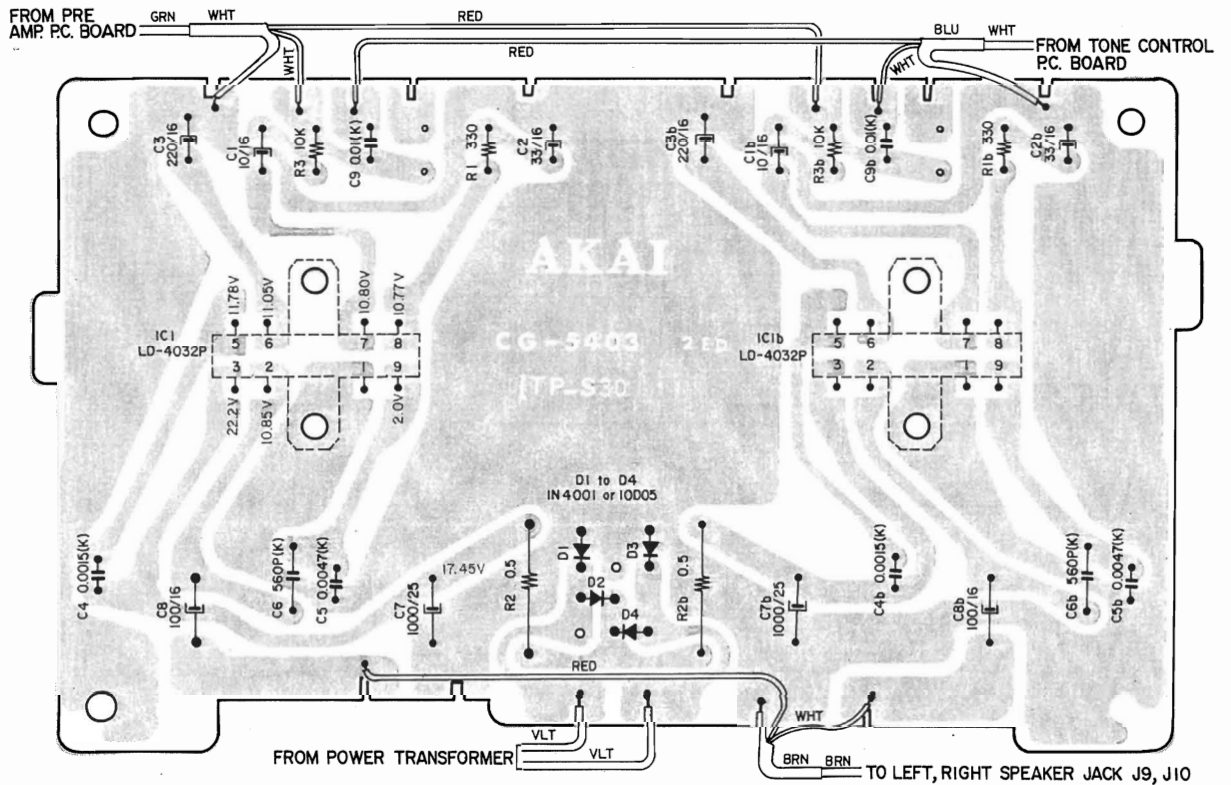 FROM PRE
AMP. P.C. BOARD
GRN
WHT
RED
WHT
RED
BLU
WHT
WHT
FROM TONE CONTROL
P.C. BOARD
C3
220/16
C1
10/16
R3 10K
C9 0.01(K)
R1 330
C2
33/16
C3b
220/16
C1b
10/16
R3b 10K
C9b 0.01(K)
R1b 330
C2b
33/16
AKAI
CG-5403 2 ED
ITP-S30
11.78V
11.05V
10.80V
10.77V
IC1
LD-4032P
5 6 7 8
3 2 1 9
22.2V
10.85V
2.0V
IC1b
LD-4032P
5 6 7 8
3 2 1 9
D1 to D4
IN4001 or 10D05
C4 0.0015(K)
C8
100/16
C6 560P(K)
C5 0.0047(K)
C7
1000/25
17.45V
R2 0.5
D1
D2
D3
D4
R2b 0.5
C7b
1000/25
C4b 0.0015(K)
C8b
100/16
C6b 560P(K)
C5b 0.0047(K)
RED
WHT
VLT
FROM POWER TRANSFORMER
VLT
BRN
BRN
TO LEFT, RIGHT SPEAKER JACK J9, J10